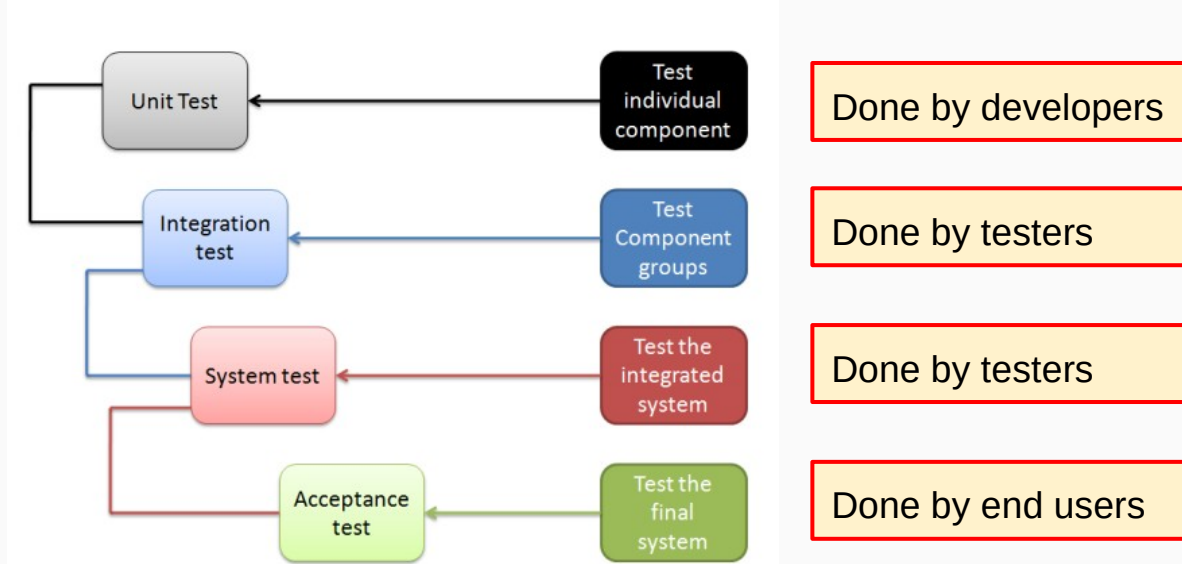 Unit Test
Test
individual
component
Done by developers
Integration
test
Test
Component
groups
Done by testers
System test
Test the
integrated
system
Done by testers
Acceptance
test
Test the
final
system
Done by end users